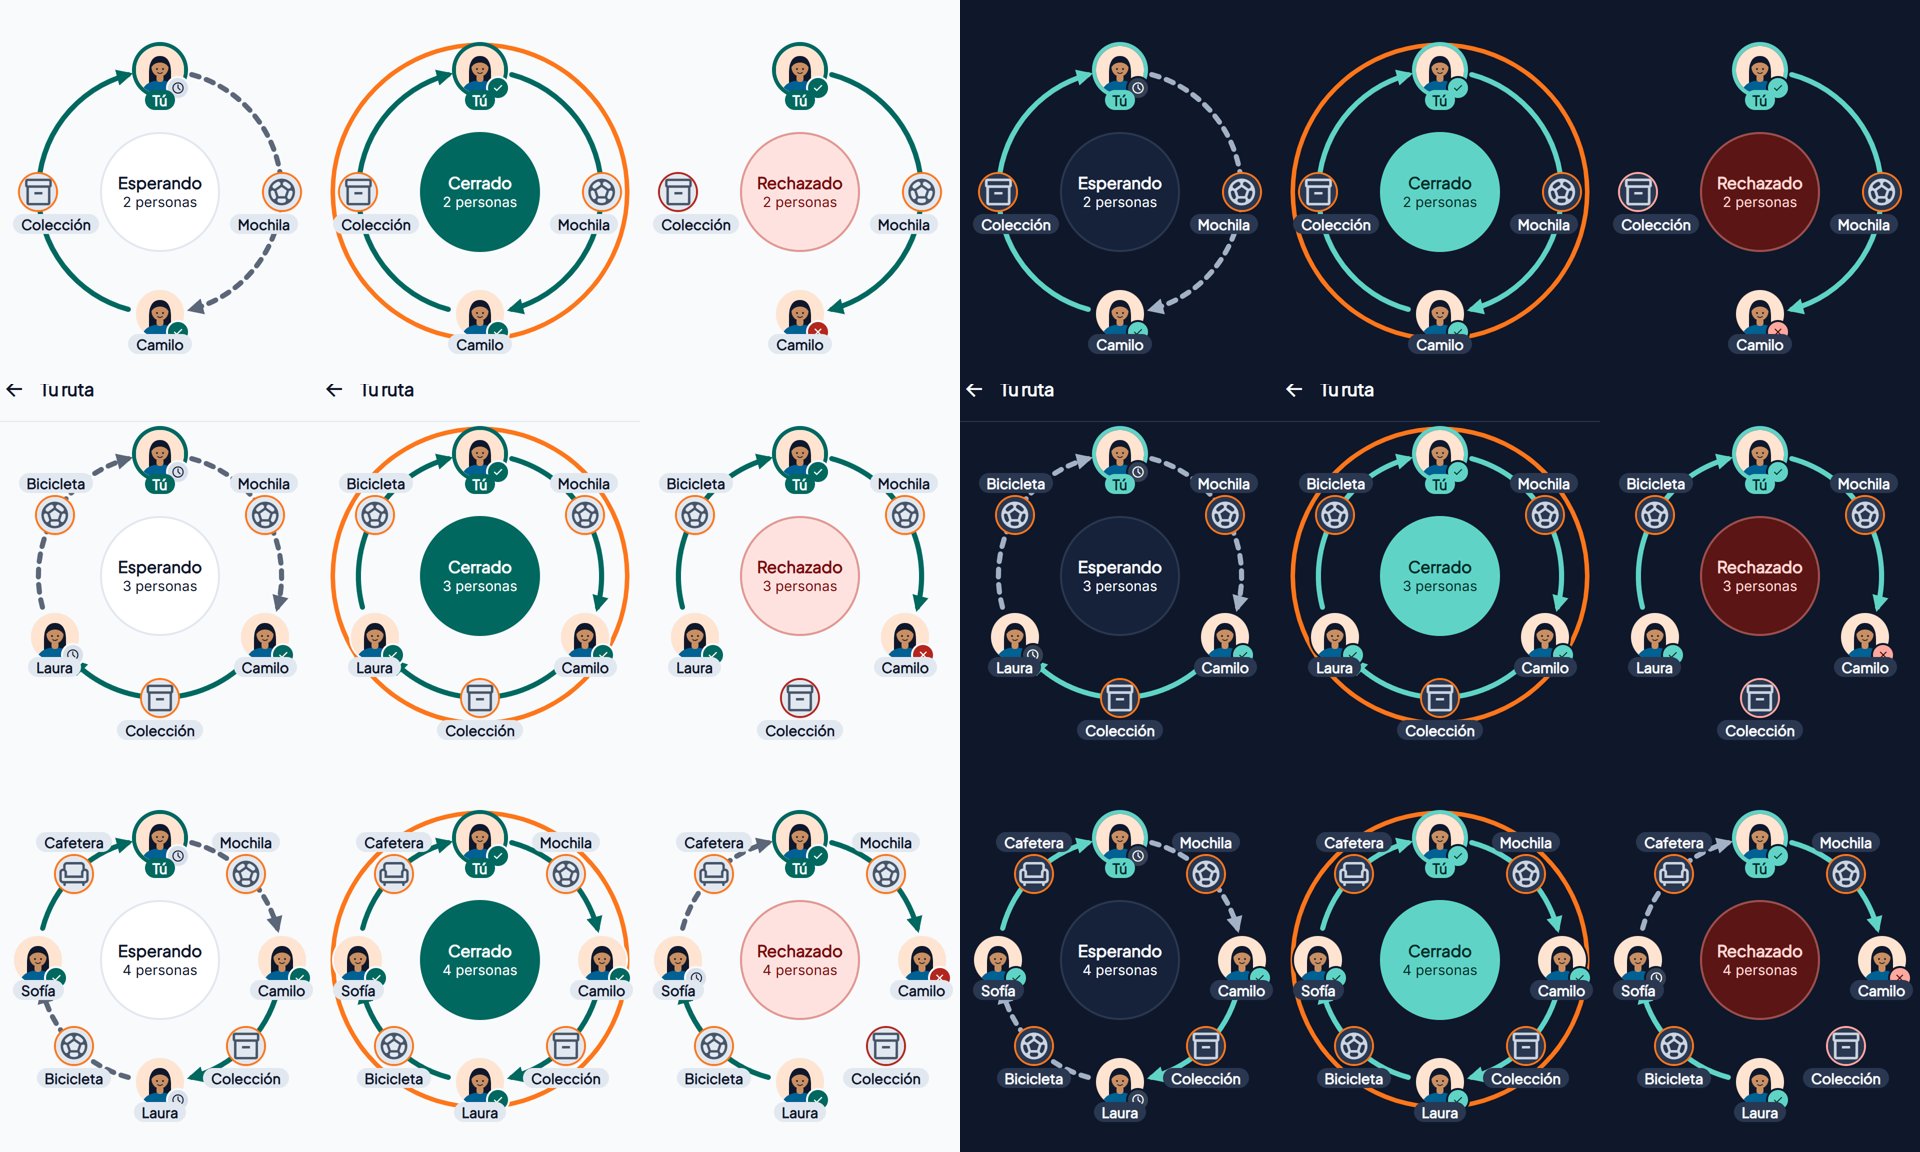 Tú
Esperando
2 personas
Colección
Mochila
Camilo
Tú
Cerrado
2 personas
Colección
Mochila
Camilo
Tú
Rechazado
2 personas
Colección
Mochila
Camilo
Tú
Esperando
2 personas
Colección
Mochila
Camilo
Tú
Cerrado
2 personas
Colección
Mochila
Camilo
Tú
Rechazado
2 personas
Colección
Mochila
Camilo
Tu ruta
Tu ruta
Tu ruta
Tu ruta
Bicicleta
Tú
Mochila
Esperando
3 personas
Laura
Camilo
Colección
Bicicleta
Tú
Mochila
Cerrado
3 personas
Laura
Camilo
Colección
Bicicleta
Tú
Mochila
Rechazado
3 personas
Laura
Camilo
Colección
Bicicleta
Tú
Mochila
Esperando
3 personas
Laura
Camilo
Colección
Bicicleta
Tú
Mochila
Cerrado
3 personas
Laura
Camilo
Colección
Bicicleta
Tú
Mochila
Rechazado
3 personas
Laura
Camilo
Colección
Cafetera
Mochila
Tú
Esperando
4 personas
Sofía
Camilo
Bicicleta
Colección
Laura
Cafetera
Mochila
Tú
Cerrado
4 personas
Sofía
Camilo
Bicicleta
Colección
Laura
Cafetera
Mochila
Tú
Rechazado
4 personas
Sofía
Camilo
Bicicleta
Colección
Laura
Cafetera
Mochila
Tú
Esperando
4 personas
Sofía
Camilo
Bicicleta
Colección
Laura
Cafetera
Mochila
Tú
Cerrado
4 personas
Sofía
Camilo
Bicicleta
Colección
Laura
Cafetera
Mochila
Tú
Rechazado
4 personas
Sofía
Camilo
Bicicleta
Colección
Laura